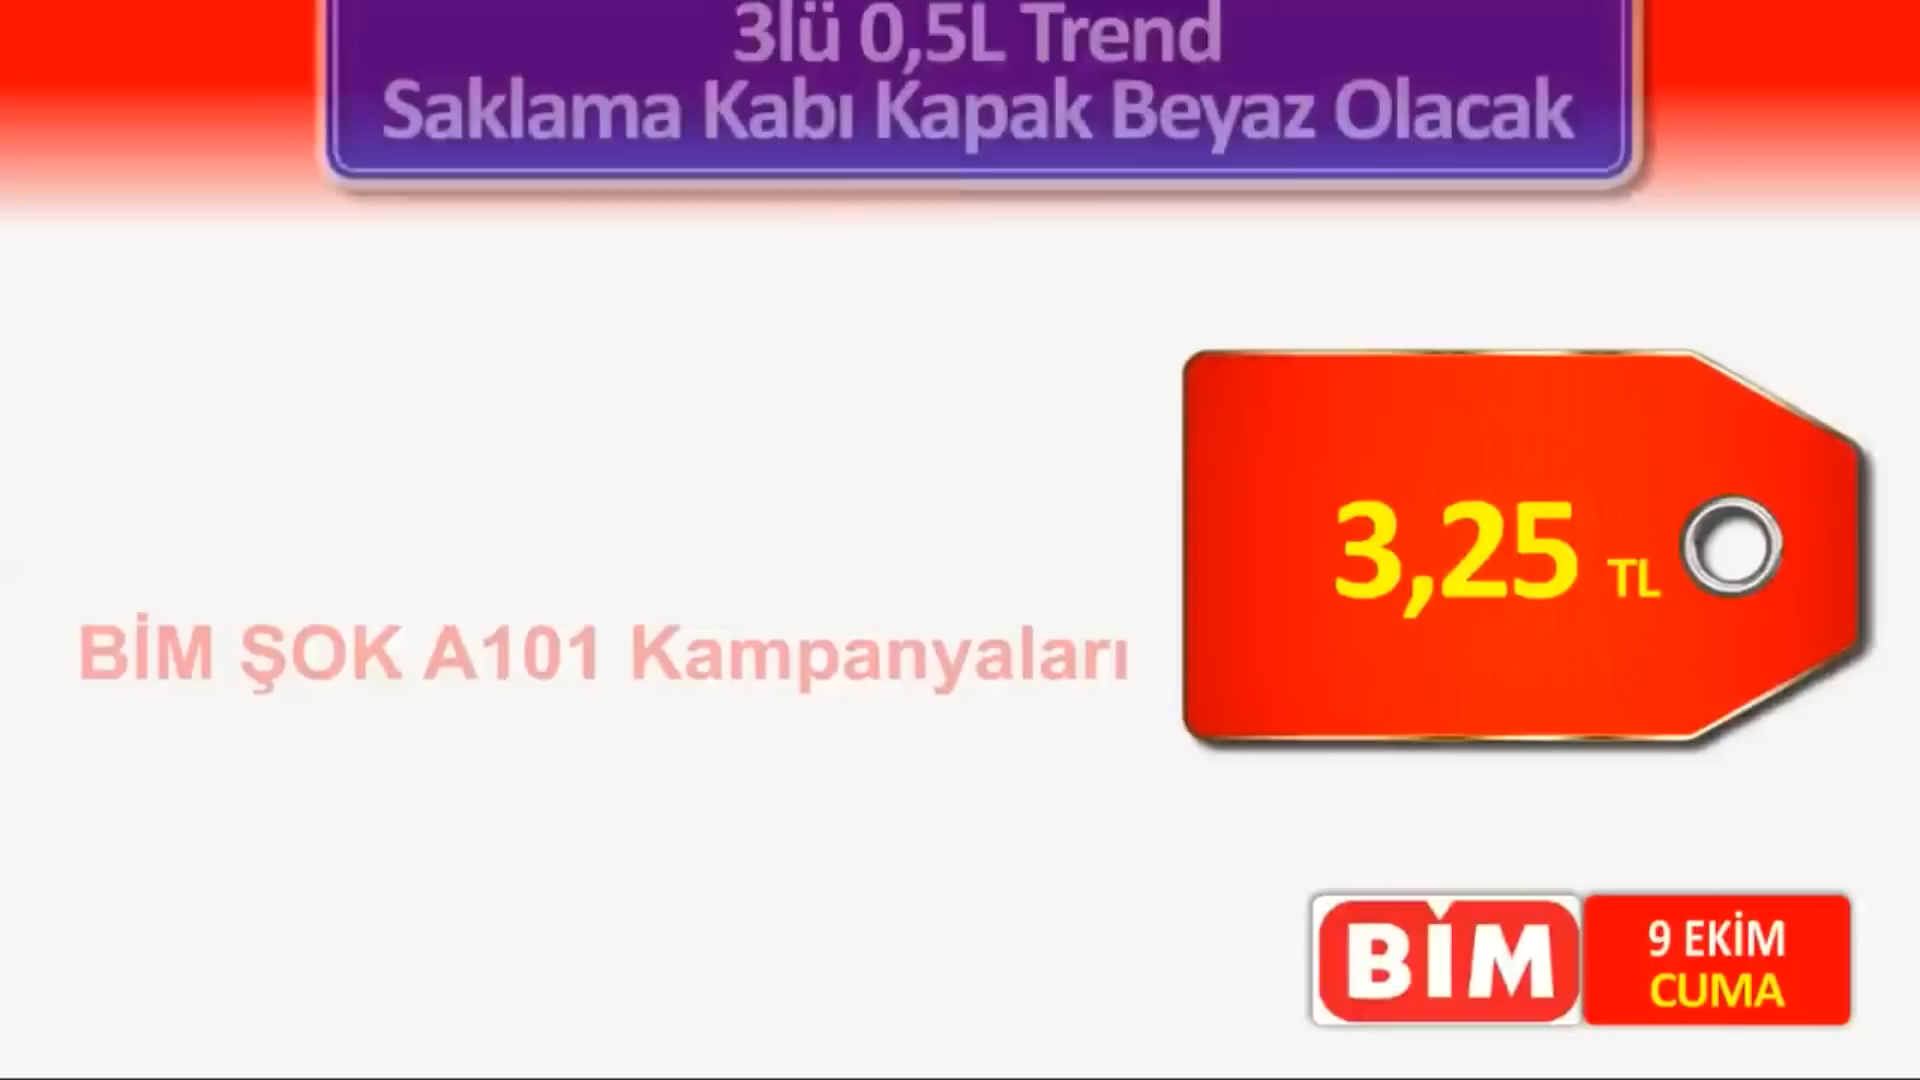 3lü 0,5L Trend
Saklama Kabı Kapak Beyaz Olacak
3,25 TL
BİM ŞOK A101 Kampanyaları
BİM
9 EKİM
CUMA